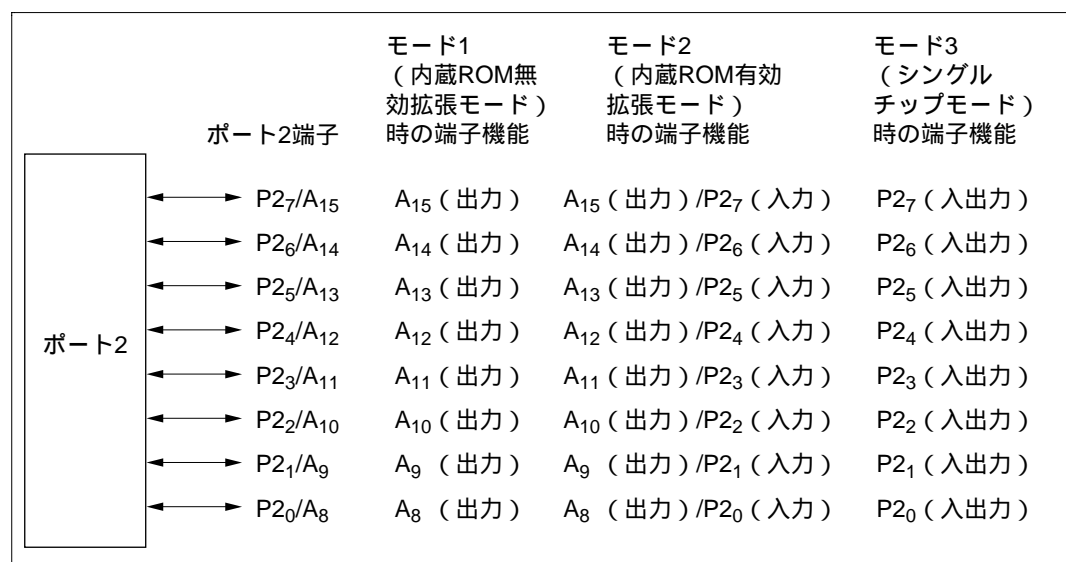 モード1 モード2 モード3
（内蔵ROM無 （内蔵ROM有効 （シングル
効拡張モード） 拡張モード） チップモード）
ポート2端子 時の端子機能 時の端子機能 時の端子機能
P2₇/A₁₅ A₁₅（出力） A₁₅（出力）/P2₇（入力） P2₇（入出力）
P2₆/A₁₄ A₁₄（出力） A₁₄（出力）/P2₆（入力） P2₆（入出力）
P2₅/A₁₃ A₁₃（出力） A₁₃（出力）/P2₅（入力） P2₅（入出力）
P2₄/A₁₂ A₁₂（出力） A₁₂（出力）/P2₄（入力） P2₄（入出力）
ポート2
P2₃/A₁₁ A₁₁（出力） A₁₁（出力）/P2₃（入力） P2₃（入出力）
P2₂/A₁₀ A₁₀（出力） A₁₀（出力）/P2₂（入力） P2₂（入出力）
P2₁/A₉ A₉（出力） A₉（出力）/P2₁（入力） P2₁（入出力）
P2₀/A₈ A₈（出力） A₈（出力）/P2₀（入力） P2₀（入出力）